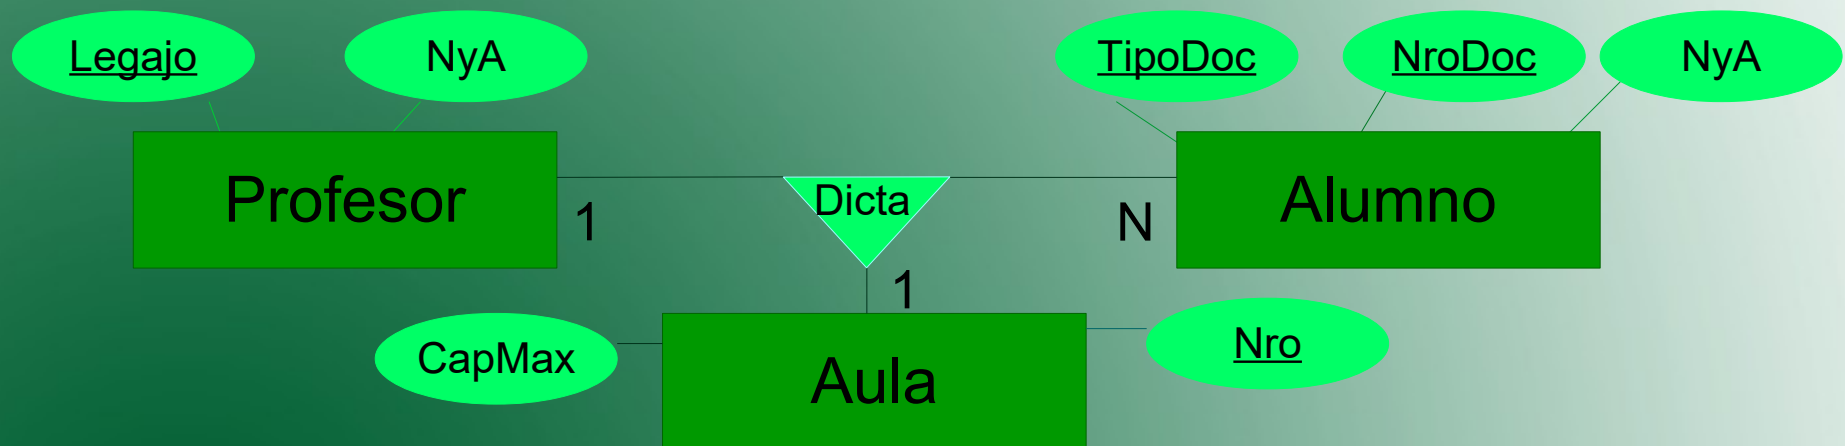 Legajo
NyA
TipoDoc
NroDoc
NyA
Profesor
Dicta
Alumno
1
N
1
CapMax
Aula
Nro